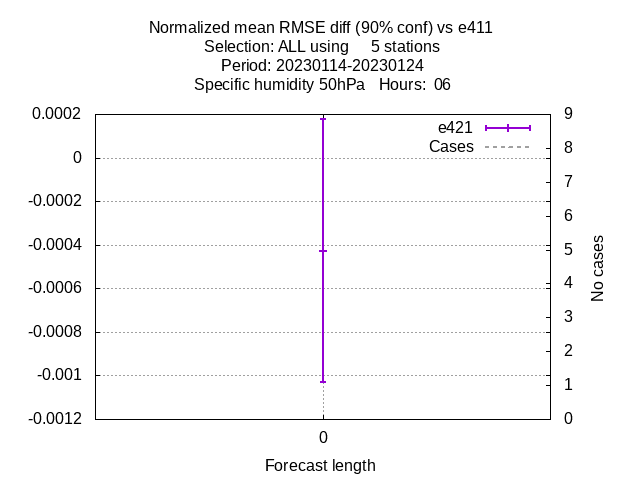 Normalized mean RMSE diff (90% conf) vs e411
Selection: ALL using     5 stations
Period: 20230114-20230124
Specific humidity 50hPa   Hours:  06
0.0002
0
-0.0002
-0.0004
-0.0006
-0.0008
-0.001
-0.0012
e421
Cases
9
8
7
6
5
4
3
2
1
0
No cases
0
Forecast length